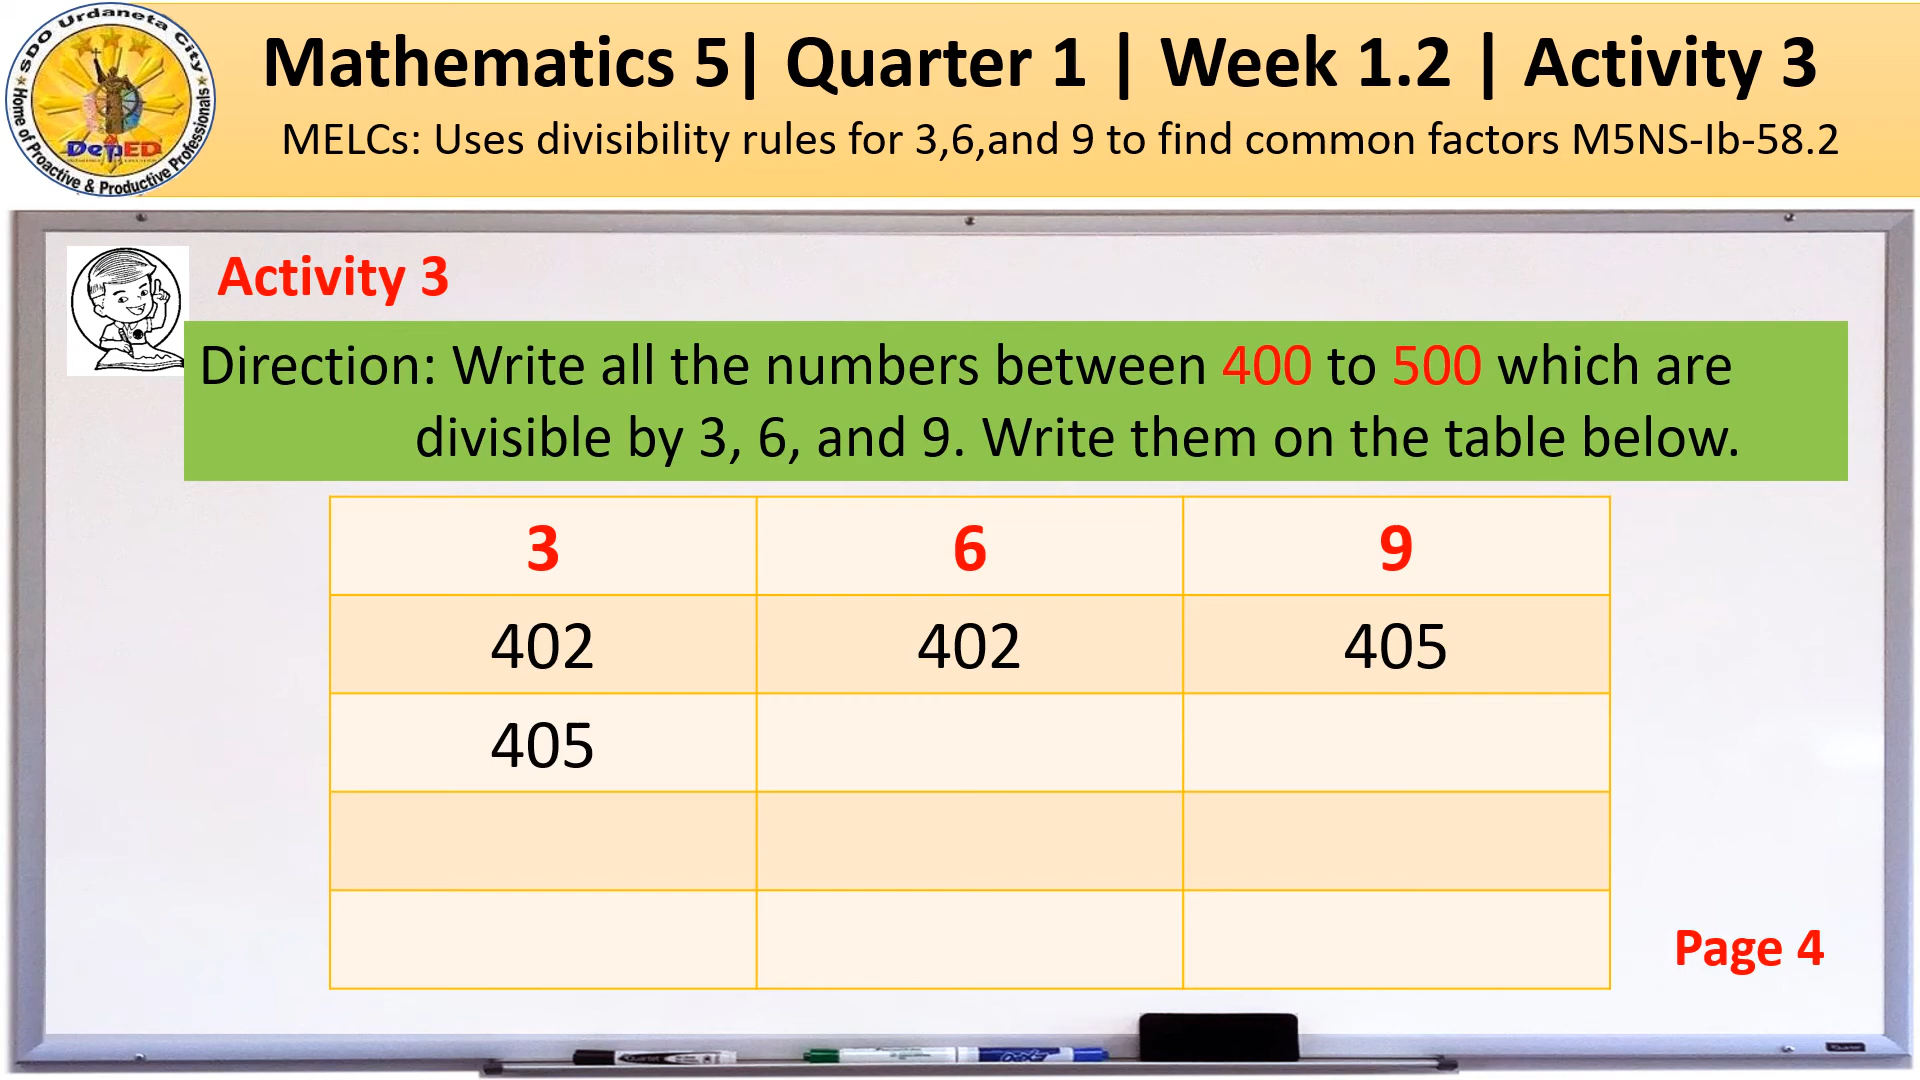 SDO Urdaneta City
Home of Proactive & Productive Professionals
DepED
Mathematics 5| Quarter 1 | Week 1.2 | Activity 3
MELCs: Uses divisibility rules for 3,6,and 9 to find common factors M5NS-Ib-58.2
Activity 3
Direction: Write all the numbers between 400 to 500 which are
divisible by 3, 6, and 9. Write them on the table below.
3 6 9
402 402 405
405
Page 4
Quartet